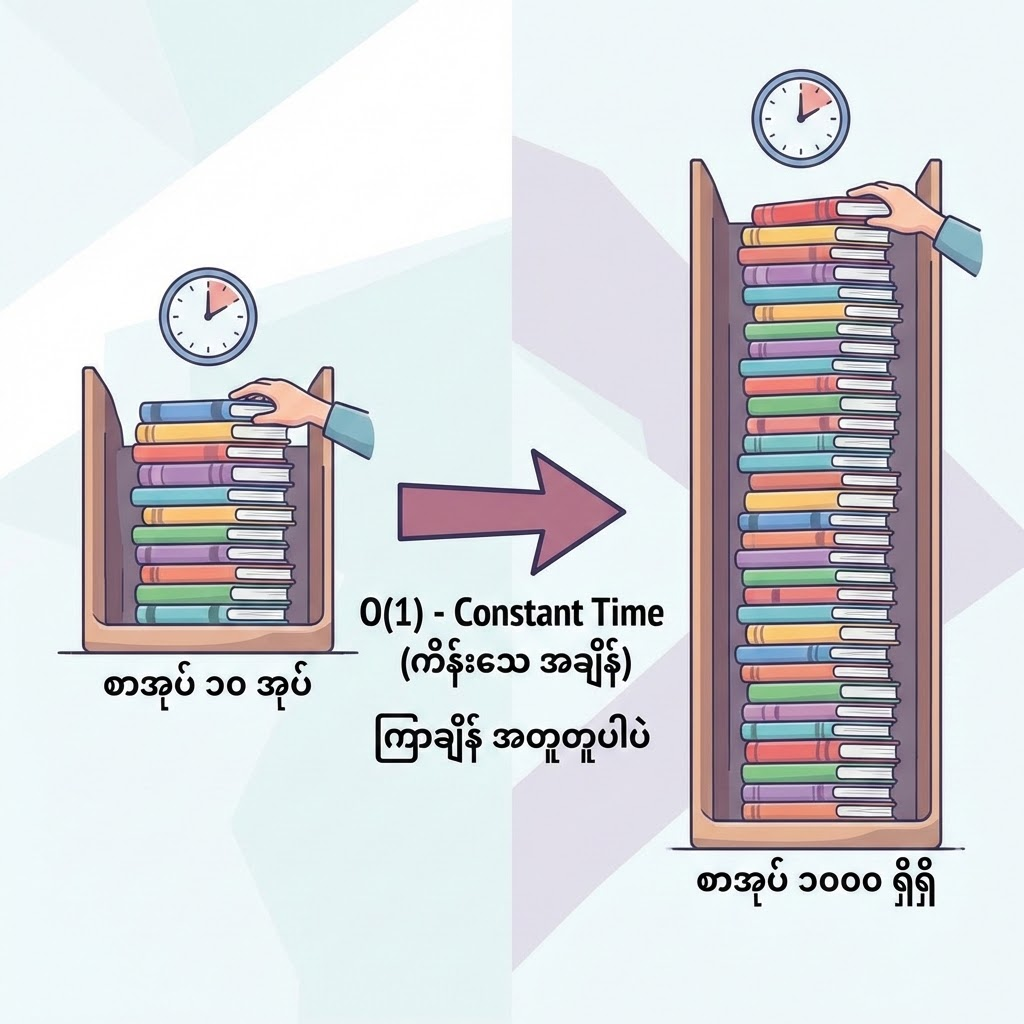 စာအုပ် ၁၀ အုပ်
O(1) - Constant Time
(ကိန်းသေ အချိန်)
ကြာချိန် အတူတူပါပဲ
စာအုပ် ၁၀၀၀ ရှိရှိ